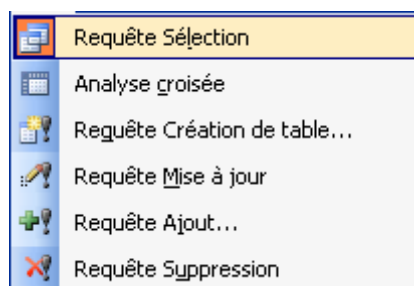 Requête Sélection
Analyse croisée
Requête Création de table...
Requête Mise à jour
Requête Ajout...
Requête Suppression